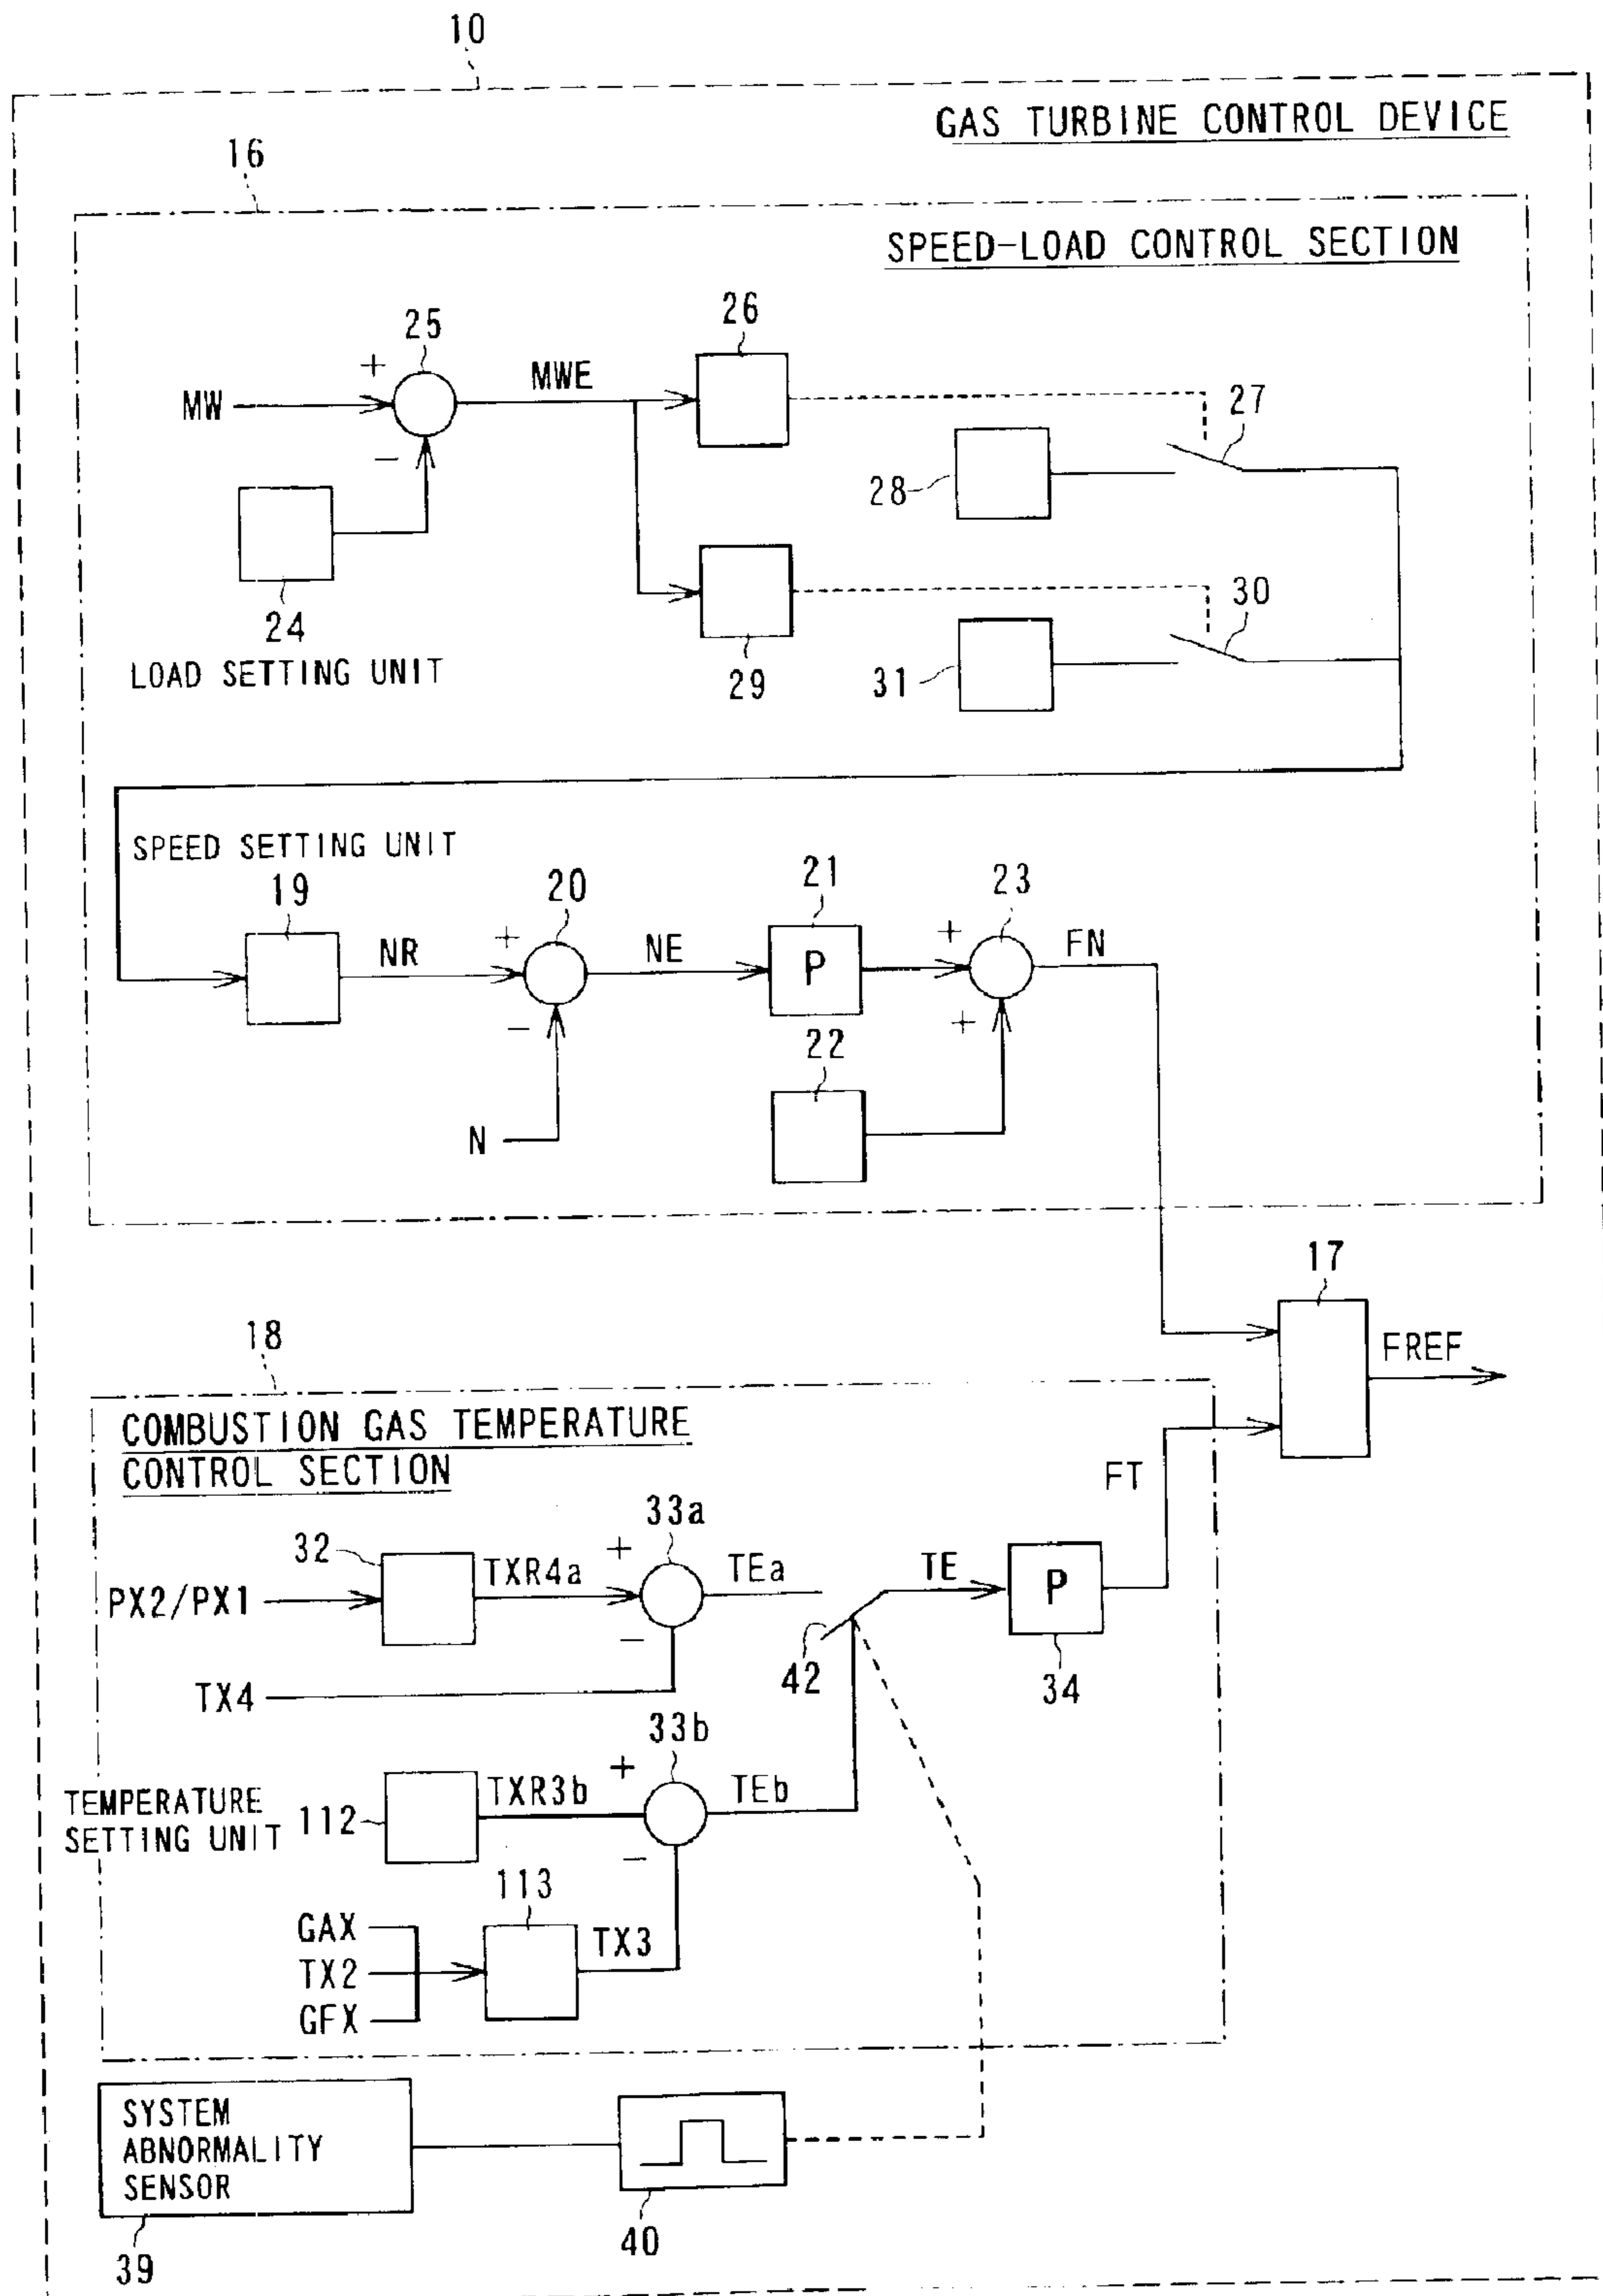 10
GAS TURBINE CONTROL DEVICE
16
SPEED-LOAD CONTROL SECTION
25
26
+
MWE
27
MW
−
28
24
LOAD SETTING UNIT
29
30
31
SPEED SETTING UNIT
19
20
21
23
NR
+
NE
P
+
FN
−
+
22
N
17
FREF
18
COMBUSTION GAS TEMPERATURE
CONTROL SECTION
FT
33a
32
+
TXR4a
TEa
TE
P
PX2/PX1
−
42
34
TX4
33b
+
TXR3b
TEb
TEMPERATURE
SETTING UNIT
112
−
113
GAX
TX3
TX2
GFX
SYSTEM
ABNORMALITY
SENSOR
39
40